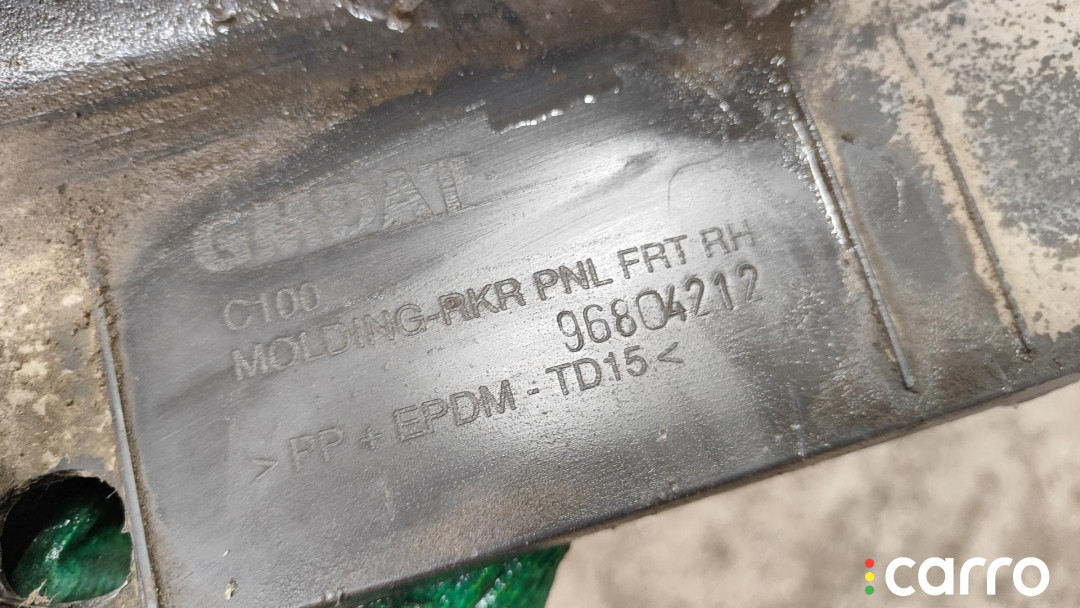 GMDAT
C100
MOLDING-RKR PNL FRT RH
96804212
> PP + EPDM - TD15 <
carro